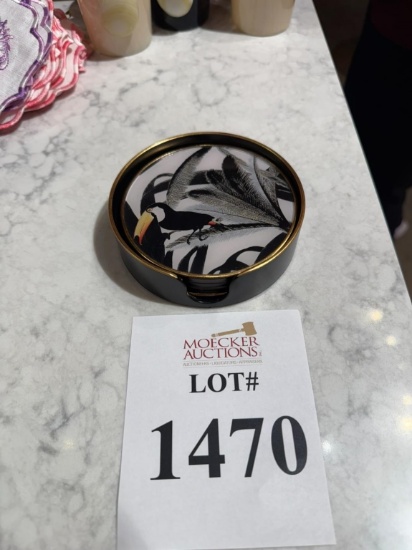 MOECKER
AUCTIONS
LOT#
1470